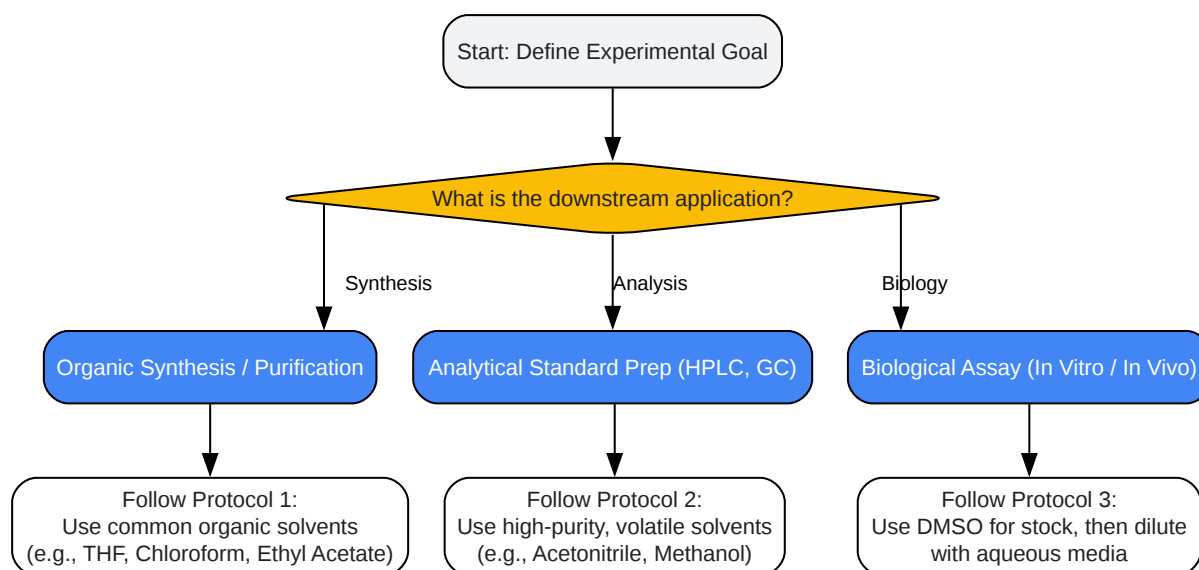 Start: Define Experimental Goal
What is the downstream application?
Synthesis
Analysis
Biology
Organic Synthesis / Purification
Analytical Standard Prep (HPLC, GC)
Biological Assay (In Vitro / In Vivo)
Follow Protocol 1:
Use common organic solvents
(e.g., THF, Chloroform, Ethyl Acetate)
Follow Protocol 2:
Use high-purity, volatile solvents
(e.g., Acetonitrile, Methanol)
Follow Protocol 3:
Use DMSO for stock, then dilute
with aqueous media